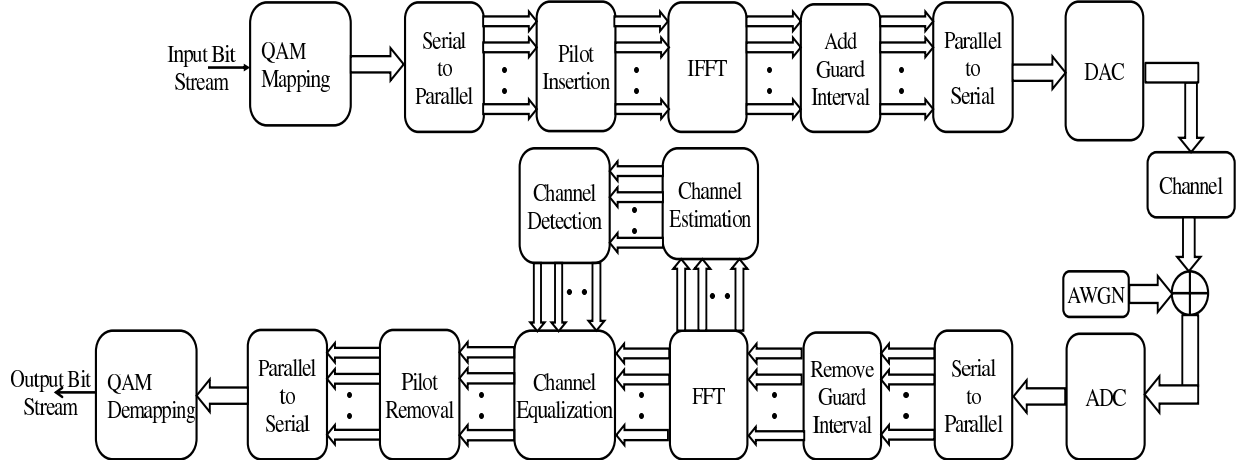 Input Bit
Stream
QAM
Mapping
Serial
to
Parallel
Pilot
Insertion
IFFT
Add
Guard
Interval
Parallel
to
Serial
DAC
Channel
Detection
Channel
Estimation
Channel
AWGN
Output Bit
Stream
QAM
Demapping
Parallel
to
Serial
Pilot
Removal
Channel
Equalization
FFT
Remove
Guard
Interval
Serial
to
Parallel
ADC